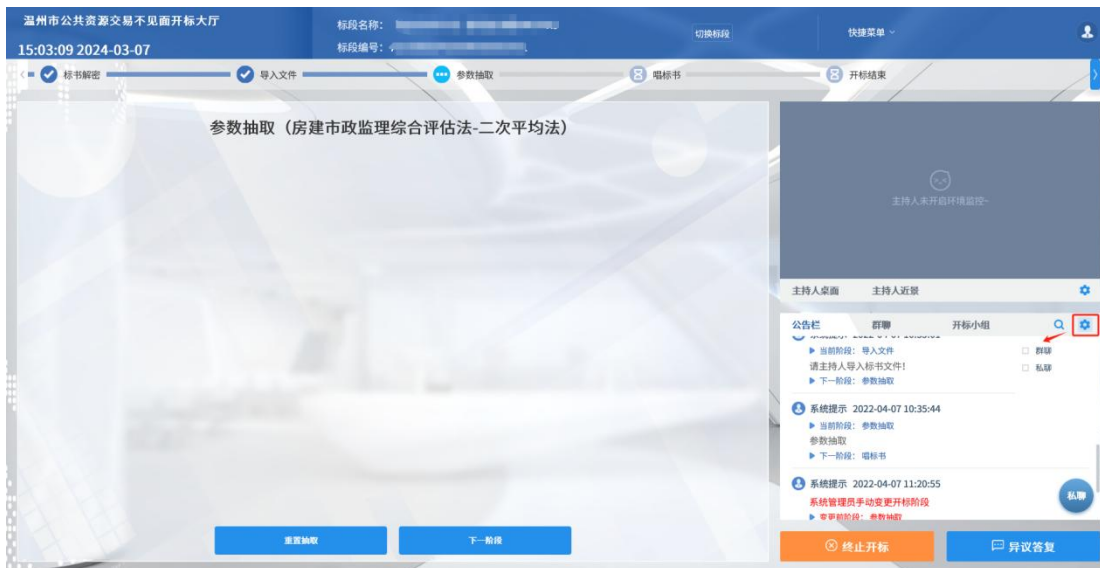 温州市公共资源交易不见面开标大厅
15:03:09 2024-03-07
标段名称:
标段编号:
切换标段
快捷菜单
标书解密
导入文件
参数抽取
唱标书
开标结束
参数抽取（房建市政监理综合评估法-二次平均法）
重置抽取
下一阶段
主持人未开启环境监控~
主持人桌面
主持人近景
公告栏
群聊
开标小组
群聊
私聊
当前阶段: 导入文件
请主持人导入标书文件!
下一阶段: 参数抽取
系统提示 2022-04-07 10:35:44
当前阶段: 参数抽取
参数抽取
下一阶段: 唱标书
系统提示 2022-04-07 11:20:55
系统管理员手动变更开标阶段
变更前阶段: 参数抽取
私聊
终止开标
异议答复